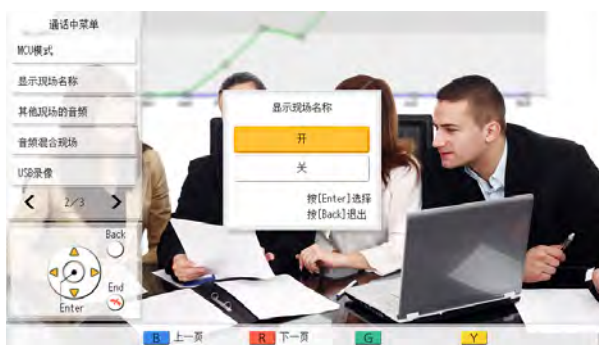 通话中菜单
MCU模式
显示现场名称
其他现场的音频
音频混合现场
USB录像
2/3
Back
End
Enter
显示现场名称
开
关
按[Enter]选择
按[Back]退出
B 上一页 R 下一页 G Y